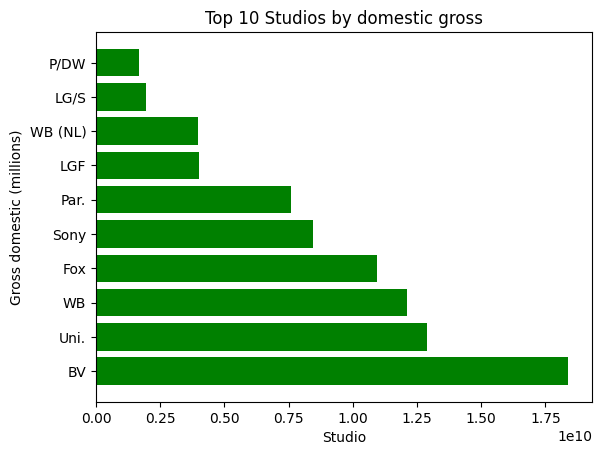 Top 10 Studios by domestic gross
Gross domestic (millions)
P/DW
LG/S
WB (NL)
LGF
Par.
Sony
Fox
WB
Uni.
BV
0.00 0.25 0.50 0.75 1.00 1.25 1.50 1.75
1e10
Studio